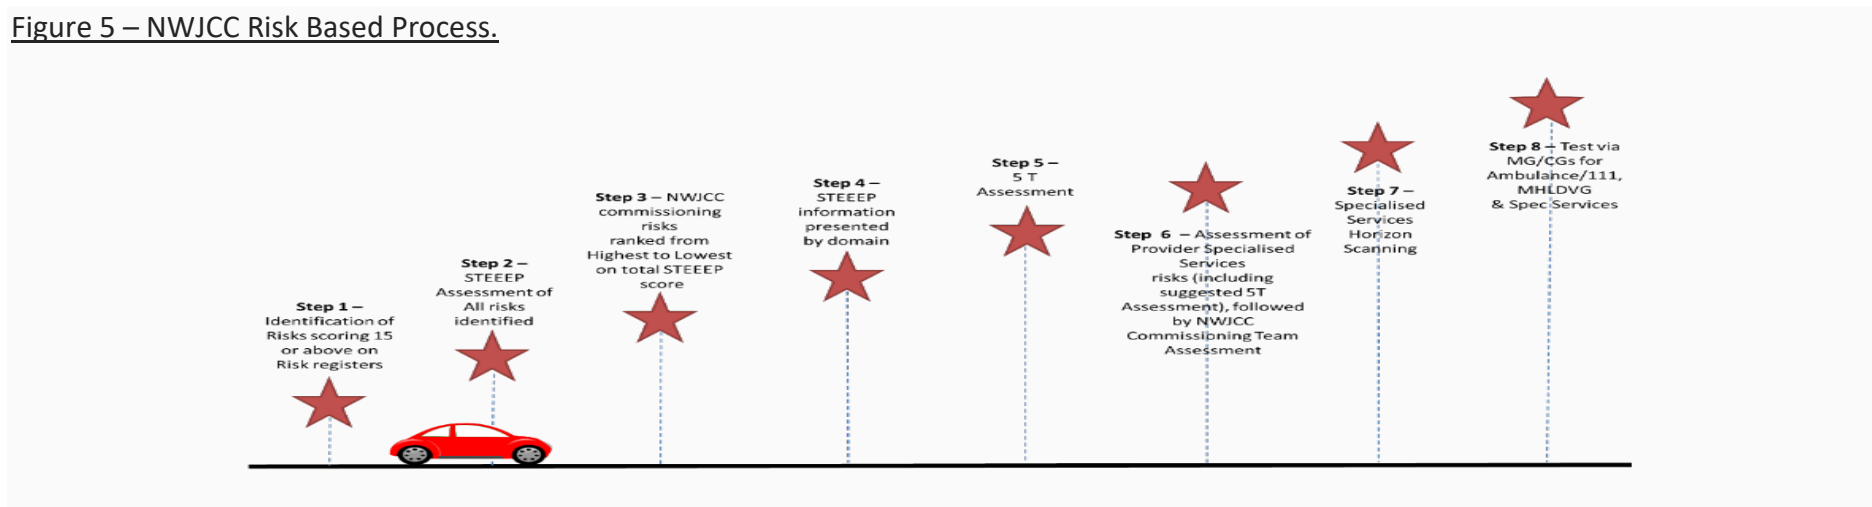 Figure 5 – NWJCC Risk Based Process.
Step 1 –
Identification of
Risks scoring 15
or above on
Risk registers
Step 2 –
STEEEP
Assessment of
All risks
identified
Step 3 – NWJCC
commissioning
risks
ranked from
Highest to Lowest
on total STEEEP
score
Step 4 –
STEEEP
information
presented
by domain
Step 5 –
5 T
Assessment
Step 6 – Assessment of
Provider Specialised
Services
risks (including
suggested 5T
Assessment), followed
by NWJCC
Commissioning Team
Assessment
Step 7 –
Specialised
Services
Horizon
Scanning
Step 8 – Test via
MG/CGs for
Ambulance/111,
MHLDVG
& Spec Services